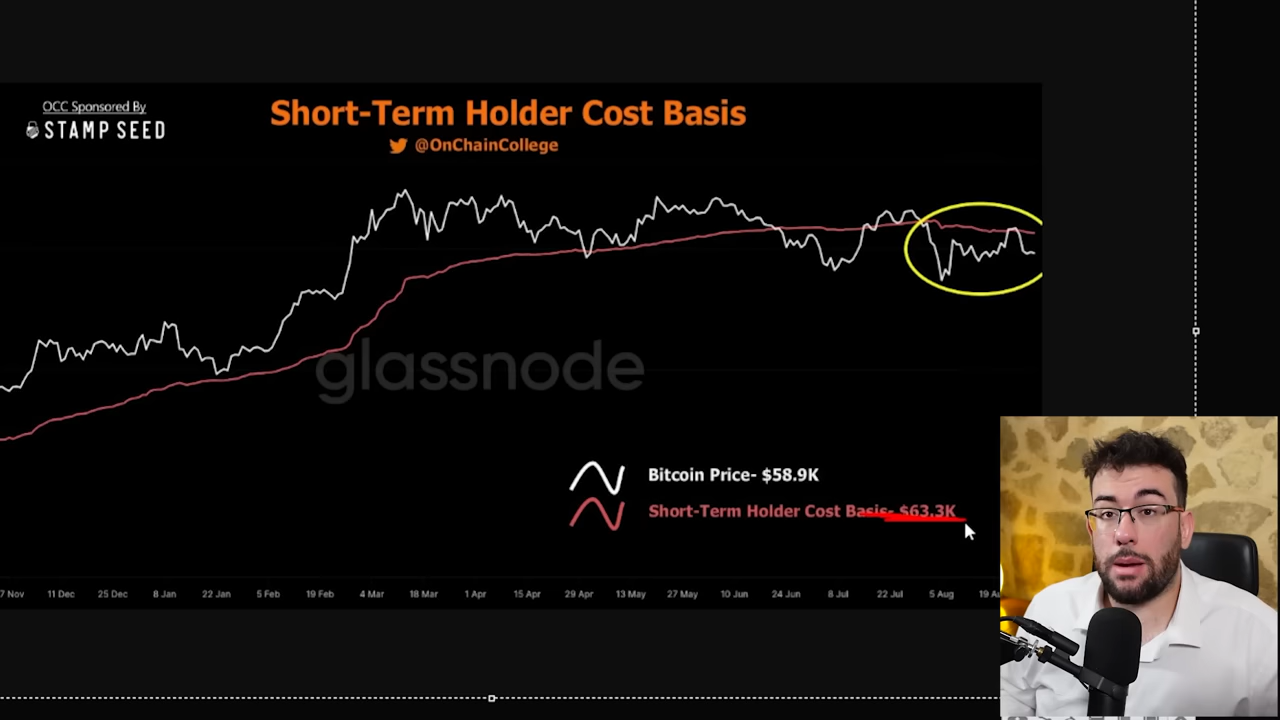 OCC Sponsored By
STAMP SEED
Short-Term Holder Cost Basis
@OnChainCollege
glassnode
Bitcoin Price- $58.9K
Short-Term Holder Cost Basis- $63.3K
7 Nov 11 Dec 25 Dec 8 Jan 22 Jan 5 Feb 19 Feb 4 Mar 18 Mar 1 Apr 15 Apr 29 Apr 13 May 27 May 10 Jun 24 Jun 8 Jul 22 Jul 5 Aug 19 Au